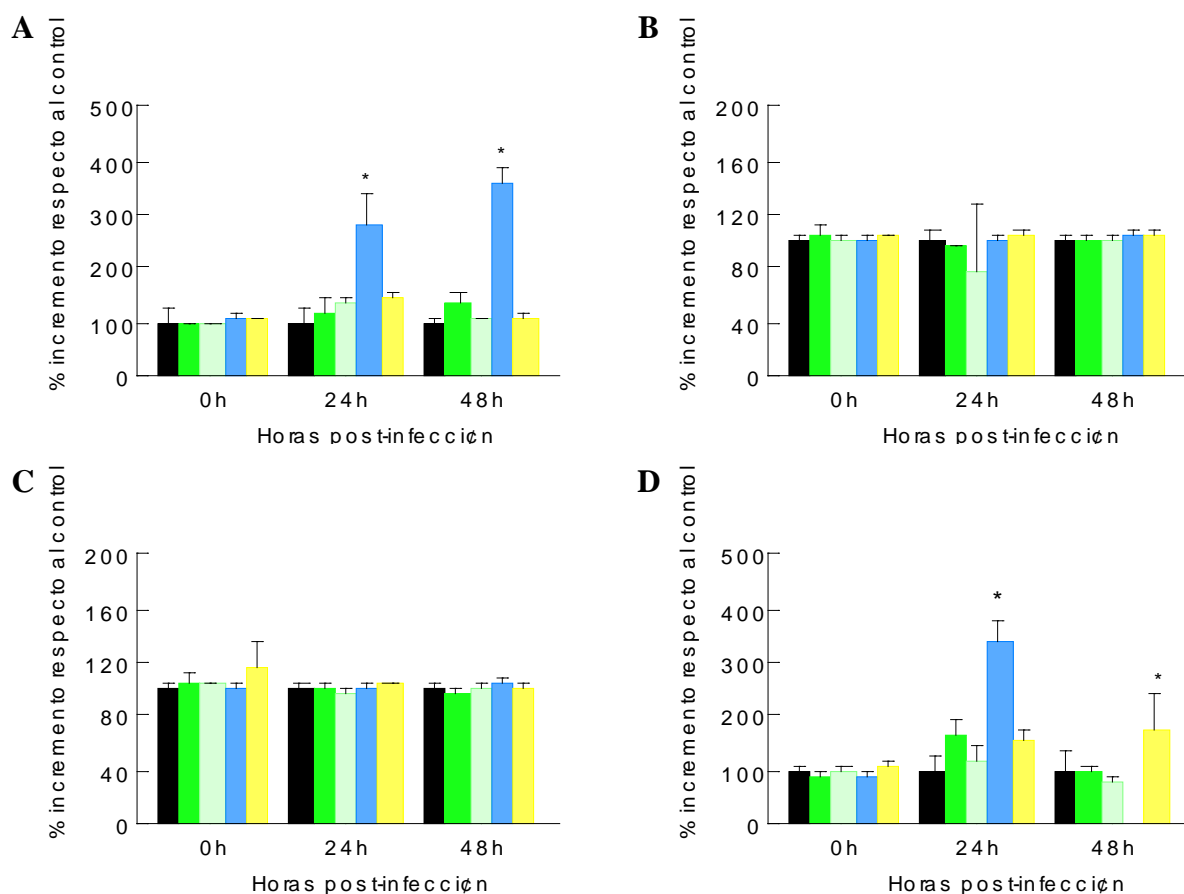 A
% incremento respecto al control
500
400
300
200
100
0
*
*
0h 24h 48h
Horas post-infecci¢n
B
% incremento respecto al control
200
160
120
80
40
0
0h 24h 48h
Horas post-infecci¢n
C
% incremento respecto al control
200
160
120
80
40
0
0h 24h 48h
Horas post-infecci¢n
D
% incremento respecto al control
500
400
300
200
100
0
*
*
0h 24h 48h
Horas post-infecci¢n